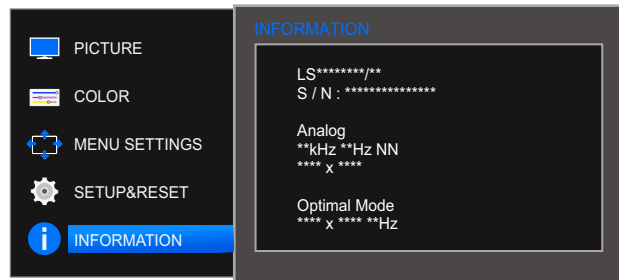 PICTURE
COLOR
MENU SETTINGS
SETUP&RESET
INFORMATION
INFORMATION
LS********/**
S / N : ***************
Analog
**kHz **Hz NN
**** x ****
Optimal Mode
**** x **** **Hz